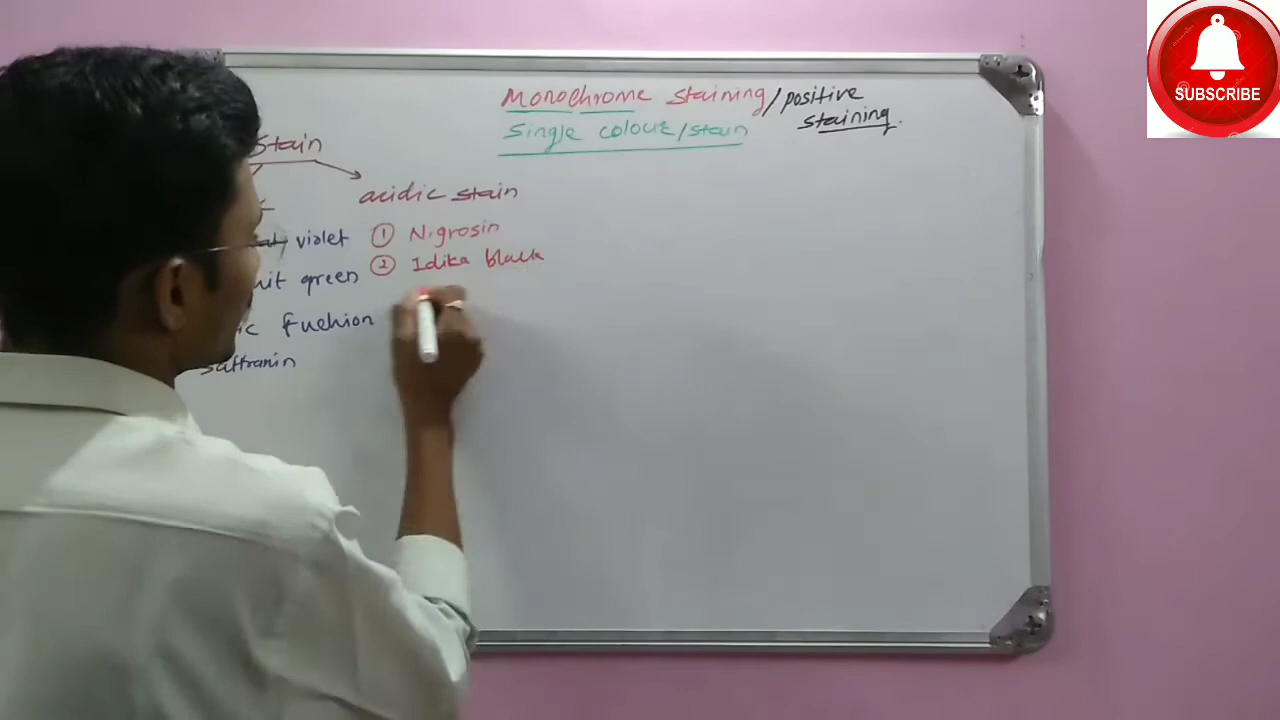 Monochrome staining/positive
staining.
Single colour/stain
Stain
acidic stain
violet ① Nigrosin
green ② Idika black
fuchion
saffranin
SUBSCRIBE